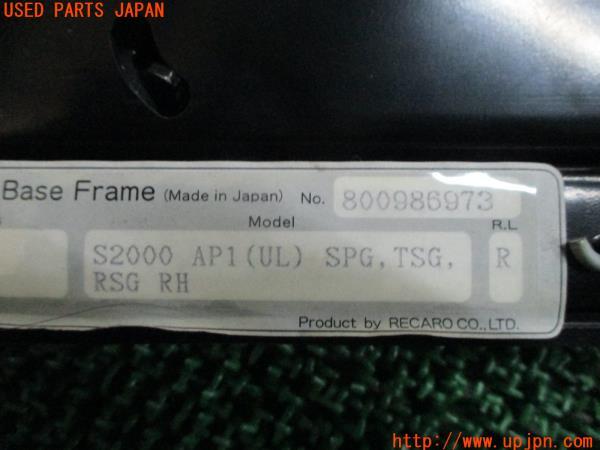 USED PARTS JAPAN
Base Frame (Made in Japan) No. 800986973
Model
R.L
S2000 AP1(UL) SPG,TSG,
RSG RH
R
Product by RECARO CO.,LTD.
http://www.upjpn.com/